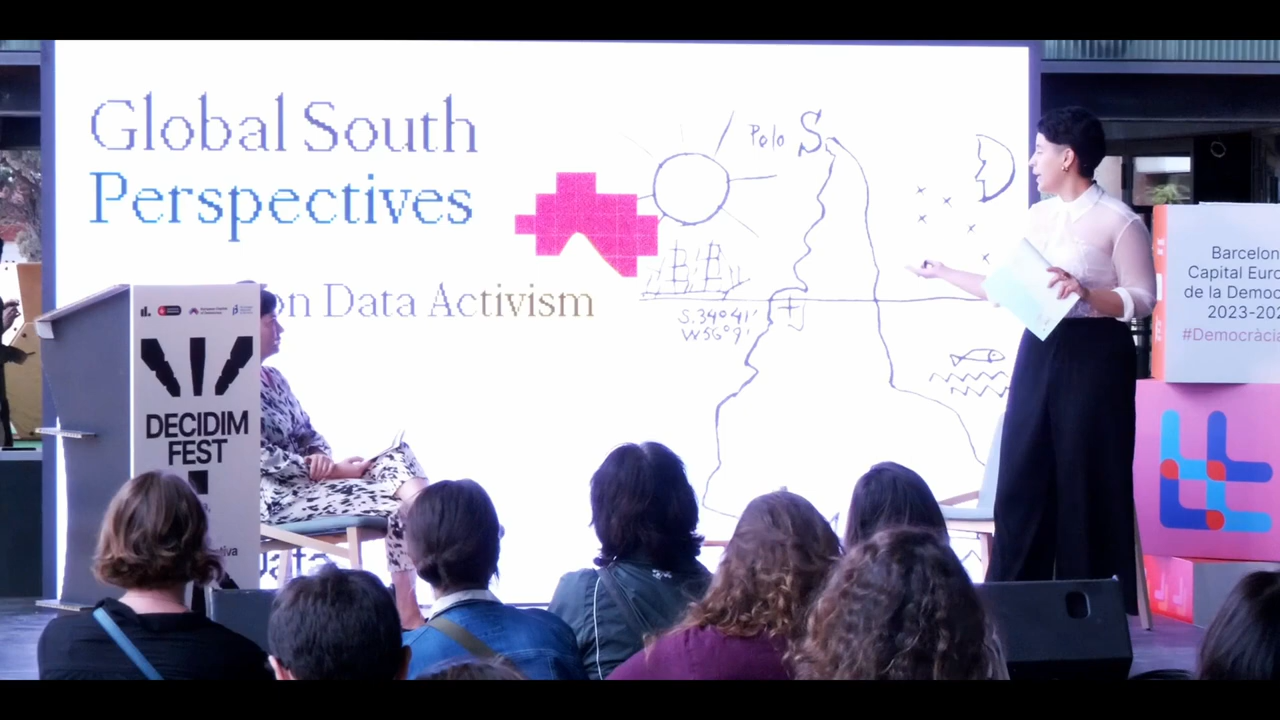 Global South
Perspectives
on Data Activism
Polo S.
S. 34° 41'
W 56° 9'
DECIDIM
FEST
Barcelon
Capital Euro
de la Democ
2023-202
#Democràcia